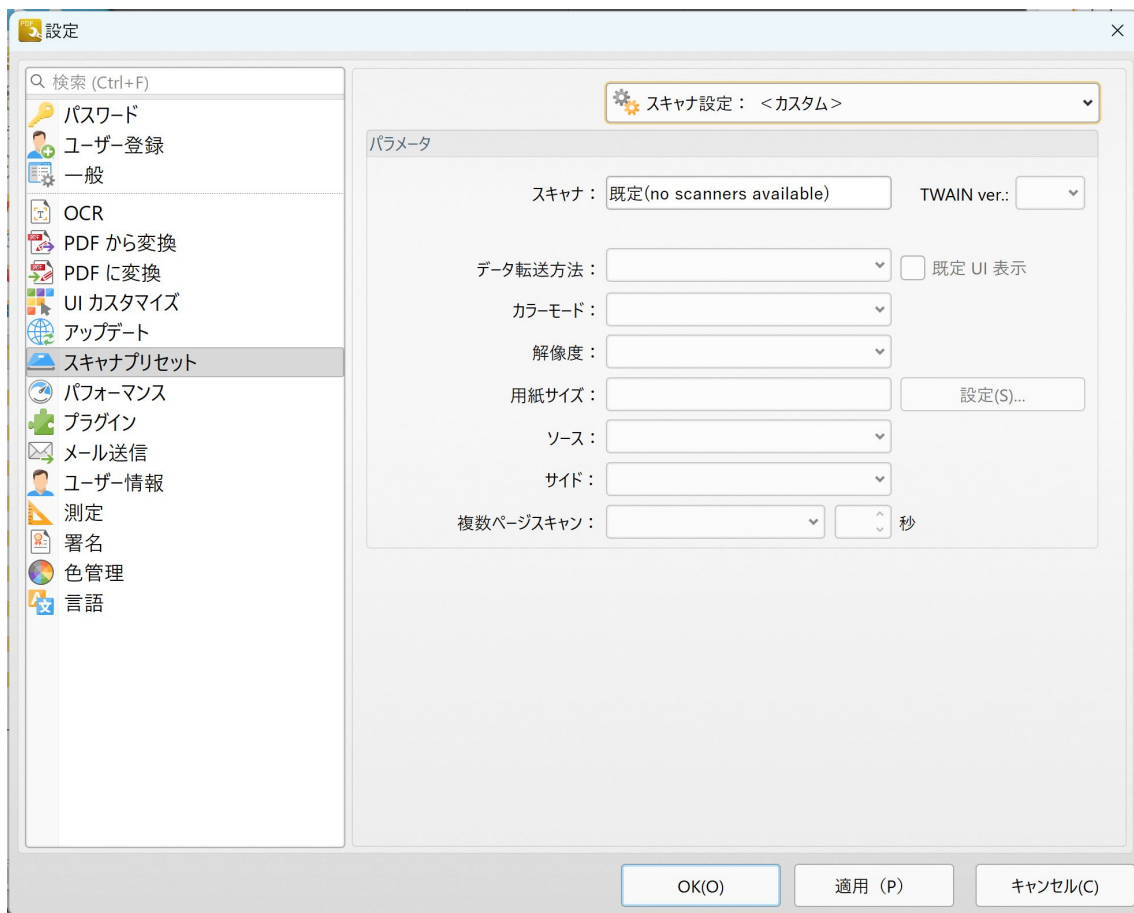 設定
検索 (Ctrl+F)
パスワード
ユーザー登録
一般
OCR
PDF から変換
PDF に変換
UI カスタマイズ
アップデート
スキャナプリセット
パフォーマンス
プラグイン
メール送信
ユーザー情報
測定
署名
色管理
言語
スキャナ設定： ＜カスタム＞
パラメータ
スキャナ： 既定(no scanners available) TWAIN ver.:
データ転送方法： 既定 UI 表示
カラーモード：
解像度：
用紙サイズ： 設定(S)...
ソース：
サイド：
複数ページスキャン： 秒
OK(O) 適用（P） キャンセル(C)